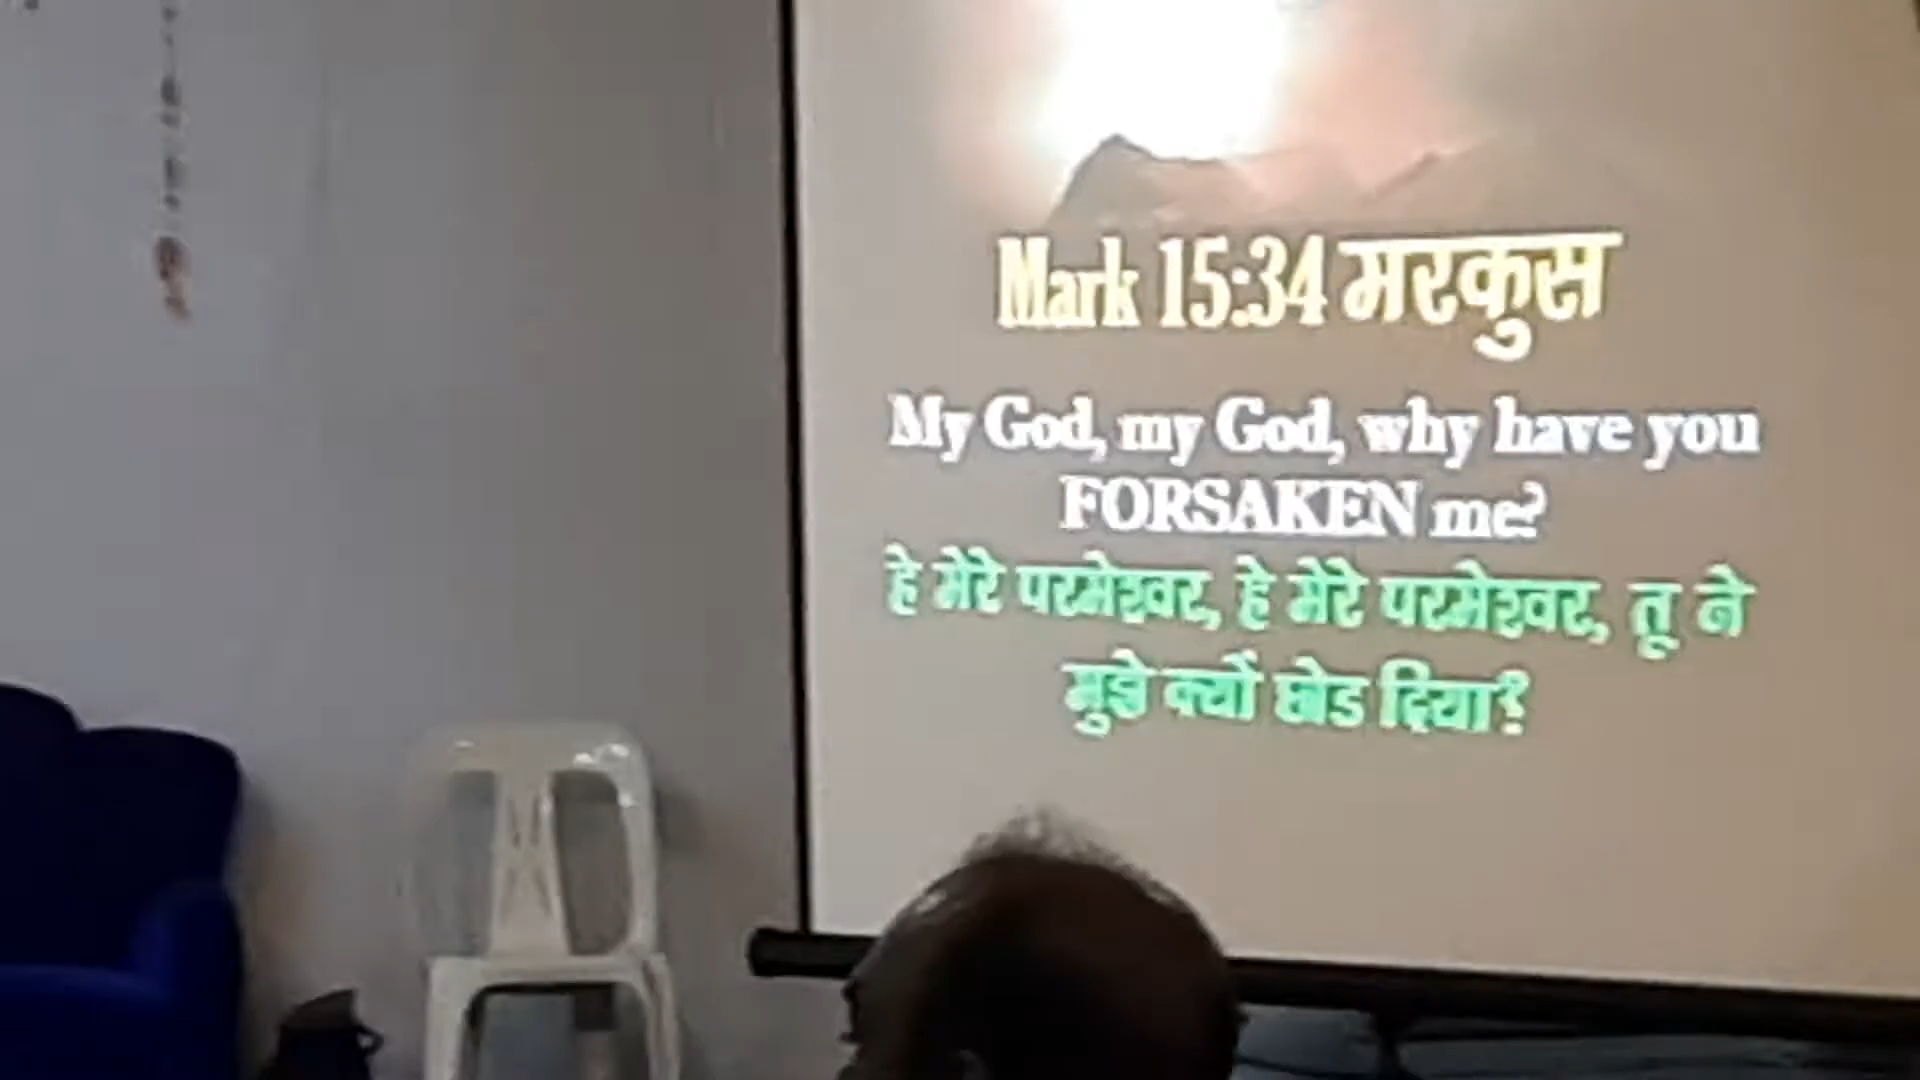 Mark 15:34 मरकुस
My God, my God, why have you
FORSAKEN me?
हे मेरे परमेश्वर, हे मेरे परमेश्वर, तू ने
मुझे क्यों छोड दिया?